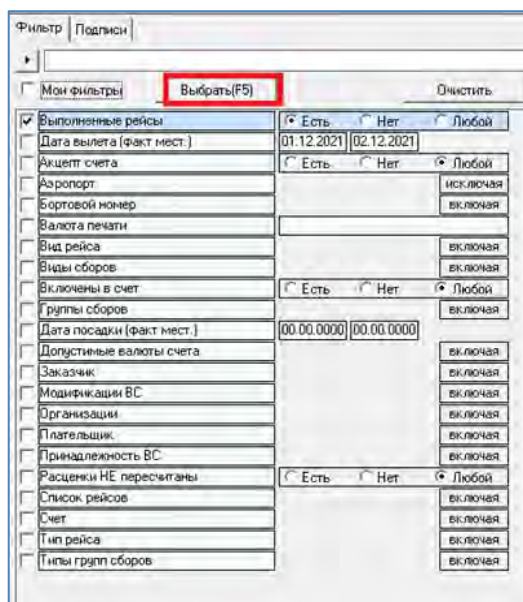 Фильтр Подписи
Мои фильтры Выбрать(F5) Очистить
Выполненные рейсы Есть Нет Любой
Дата вылета (факт мест.) 01.12.2021 02.12.2021
Акцепт счета Есть Нет Любой
Аэропорт исключая
Бортовой номер включая
Валюта печати
Вид рейса включая
Виды сборов включая
Включены в счет Есть Нет Любой
Группы сборов включая
Дата посадки (факт мест.) 00.00.0000 00.00.0000
Допустимые валюты счета включая
Заказчик включая
Модификации ВС включая
Организации включая
Плательщик включая
Принадлежность ВС включая
Расценки НЕ пересчитаны Есть Нет Любой
Список рейсов включая
Счет включая
Тип рейса включая
Типы групп сборов включая